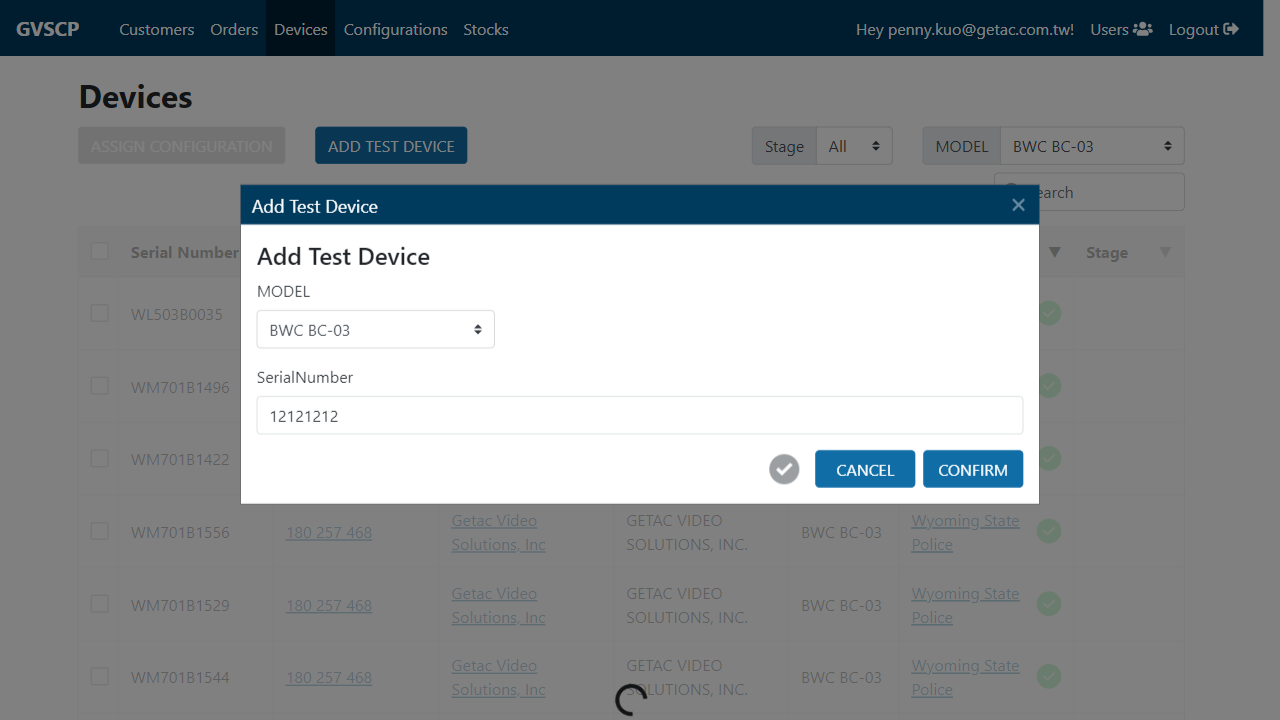 GVSCP Customers Orders Devices Configurations Stocks Hey penny.kuo@getac.com.tw! Users Logout
Devices
ASSIGN CONFIGURATION ADD TEST DEVICE Stage All MODEL BWC BC-03
Add Test Device
Serial Number Stage
Add Test Device
MODEL
BWC BC-03
SerialNumber
12121212
CANCEL CONFIRM
WL503B0035
WM701B1496
WM701B1422
WM701B1556 180 257 468 Getac Video GETAC VIDEO BWC BC-03 Wyoming State
Solutions, Inc SOLUTIONS, INC. Police
WM701B1529 180 257 468 Getac Video GETAC VIDEO BWC BC-03 Wyoming State
Solutions, Inc SOLUTIONS, INC. Police
WM701B1544 180 257 468 Getac Video GETAC VIDEO BWC BC-03 Wyoming State
Solutions, Inc SOLUTIONS, INC. Police